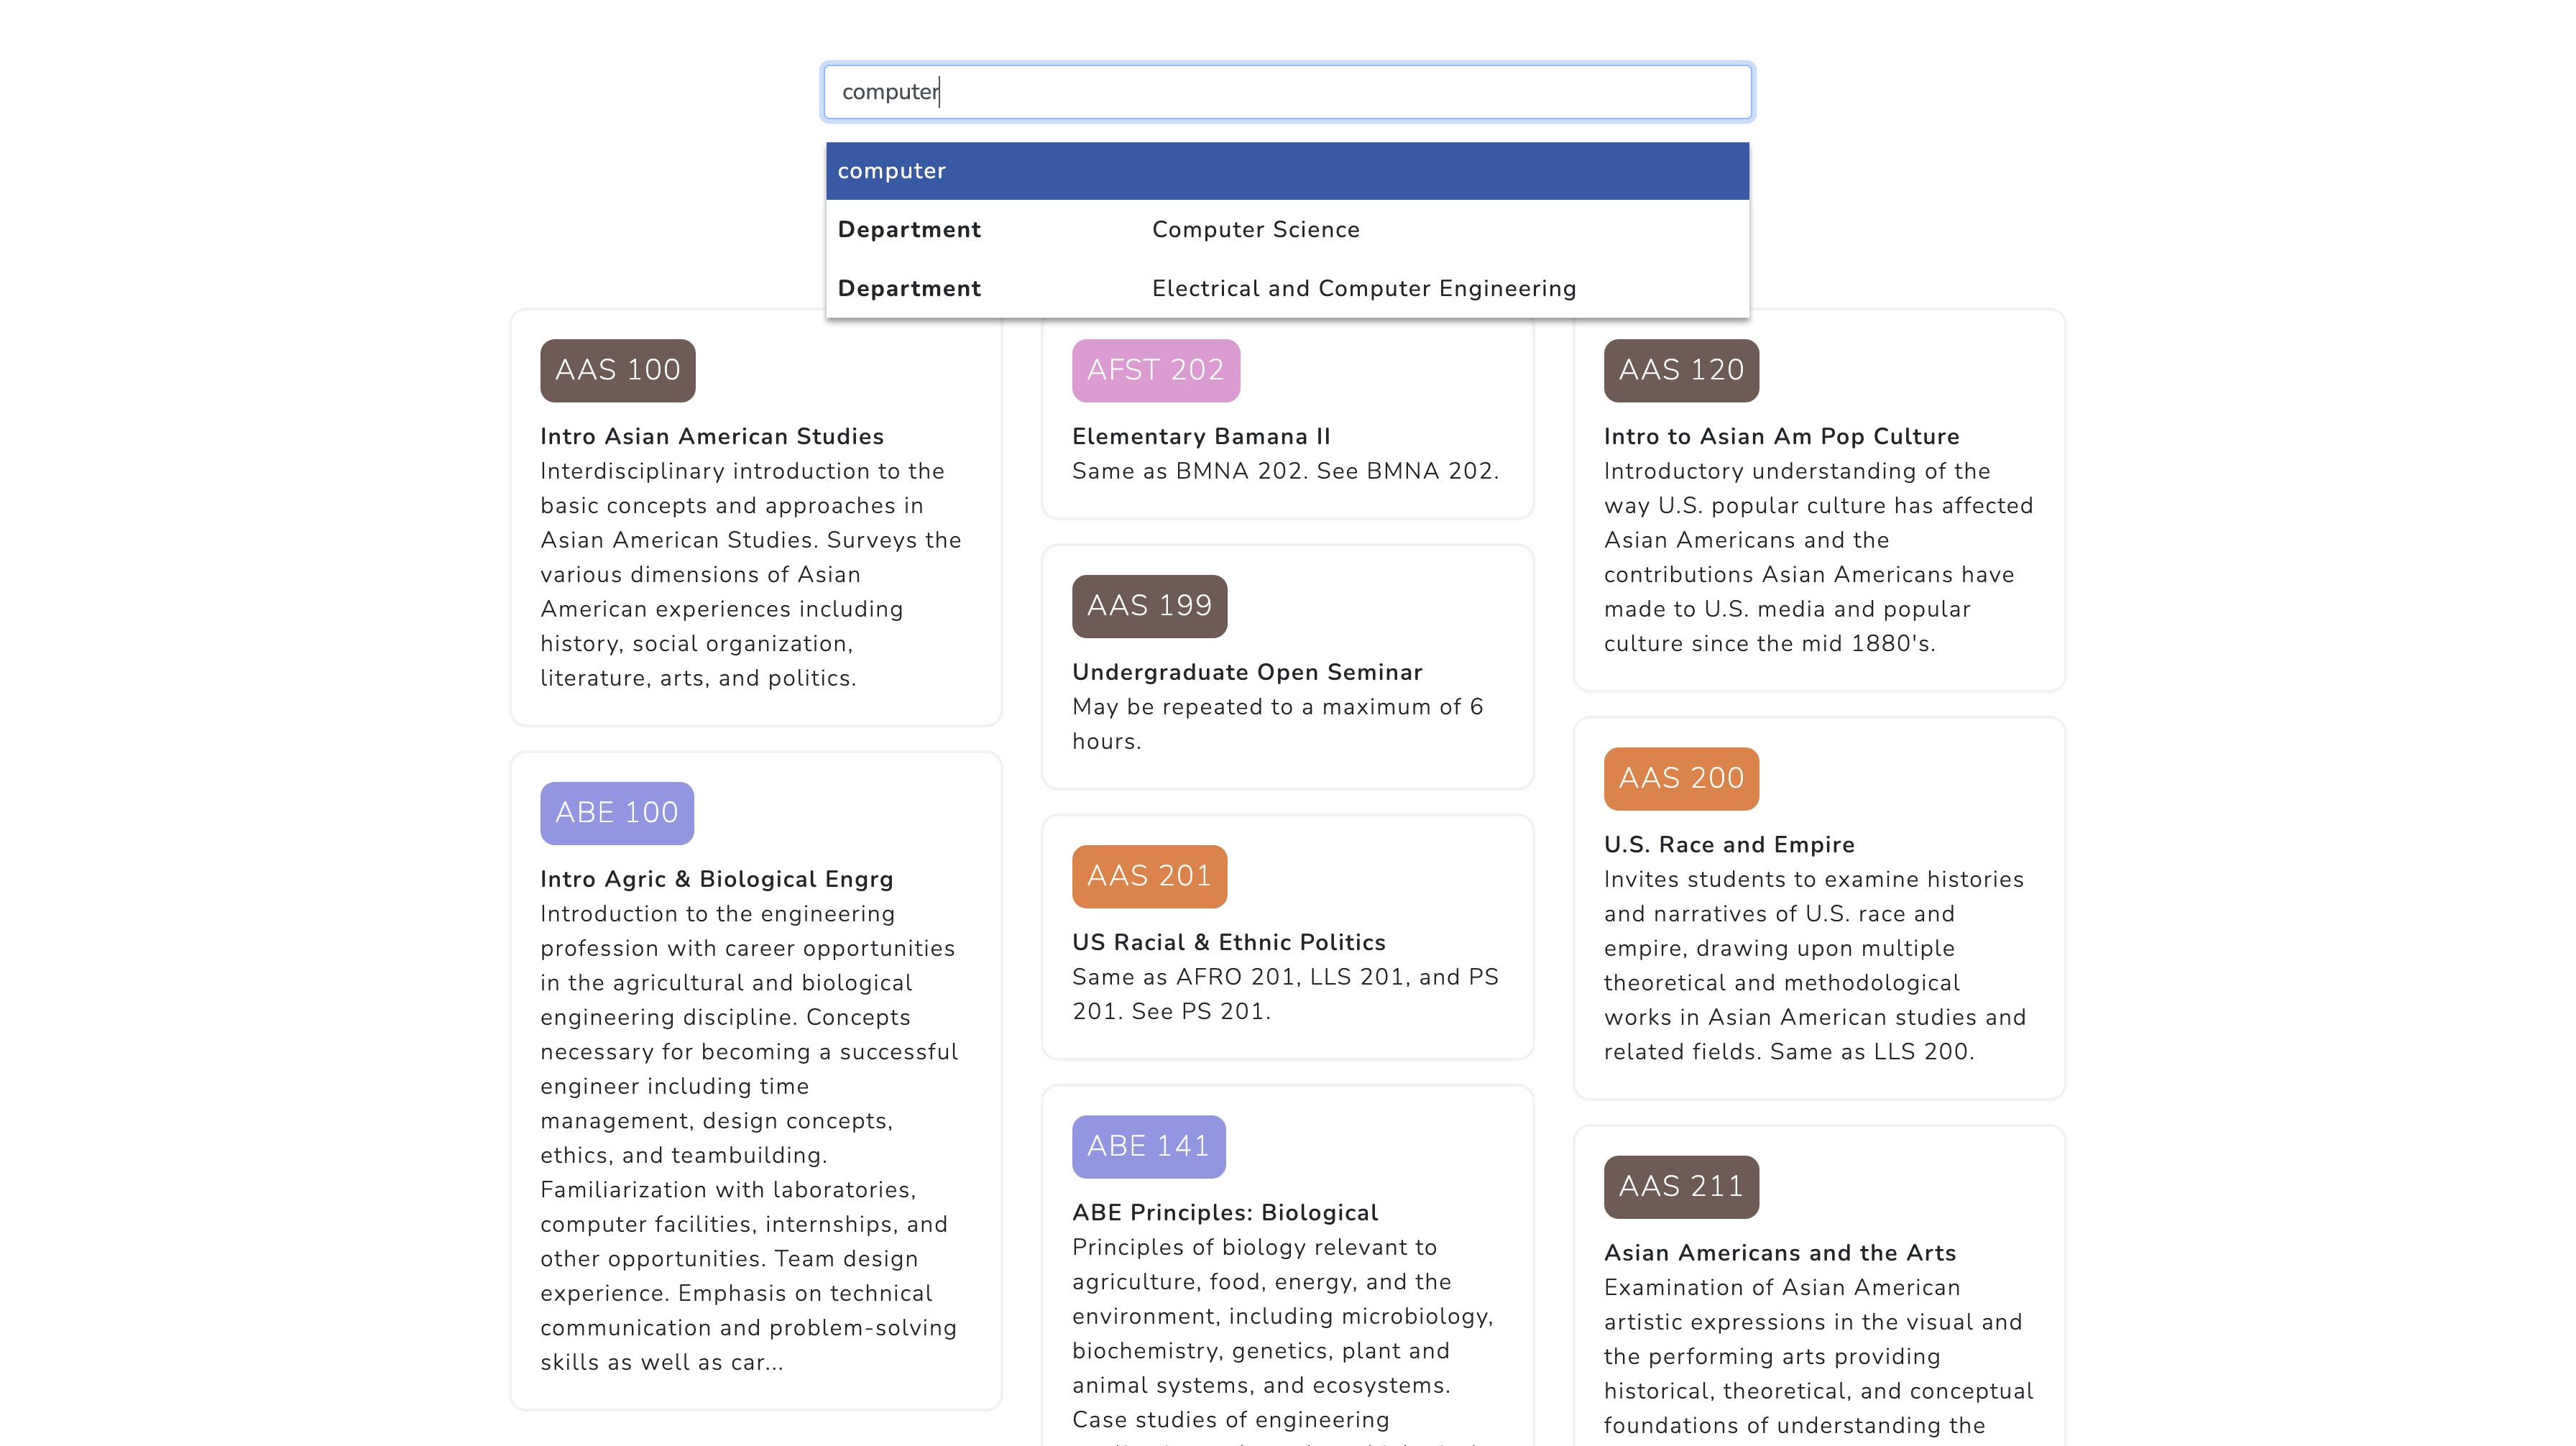 computer
computer
Department Computer Science
Department Electrical and Computer Engineering
AAS 100
Intro Asian American Studies
Interdisciplinary introduction to the
basic concepts and approaches in
Asian American Studies. Surveys the
various dimensions of Asian
American experiences including
history, social organization,
literature, arts, and politics.
ABE 100
Intro Agric & Biological Engrg
Introduction to the engineering
profession with career opportunities
in the agricultural and biological
engineering discipline. Concepts
necessary for becoming a successful
engineer including time
management, design concepts,
ethics, and teambuilding.
Familiarization with laboratories,
computer facilities, internships, and
other opportunities. Team design
experience. Emphasis on technical
communication and problem-solving
skills as well as car...
AFST 202
Elementary Bamana II
Same as BMNA 202. See BMNA 202.
AAS 199
Undergraduate Open Seminar
May be repeated to a maximum of 6
hours.
AAS 201
US Racial & Ethnic Politics
Same as AFRO 201, LLS 201, and PS
201. See PS 201.
ABE 141
ABE Principles: Biological
Principles of biology relevant to
agriculture, food, energy, and the
environment, including microbiology,
biochemistry, genetics, plant and
animal systems, and ecosystems.
Case studies of engineering
AAS 120
Intro to Asian Am Pop Culture
Introductory understanding of the
way U.S. popular culture has affected
Asian Americans and the
contributions Asian Americans have
made to U.S. media and popular
culture since the mid 1880's.
AAS 200
U.S. Race and Empire
Invites students to examine histories
and narratives of U.S. race and
empire, drawing upon multiple
theoretical and methodological
works in Asian American studies and
related fields. Same as LLS 200.
AAS 211
Asian Americans and the Arts
Examination of Asian American
artistic expressions in the visual and
the performing arts providing
historical, theoretical, and conceptual
foundations of understanding the